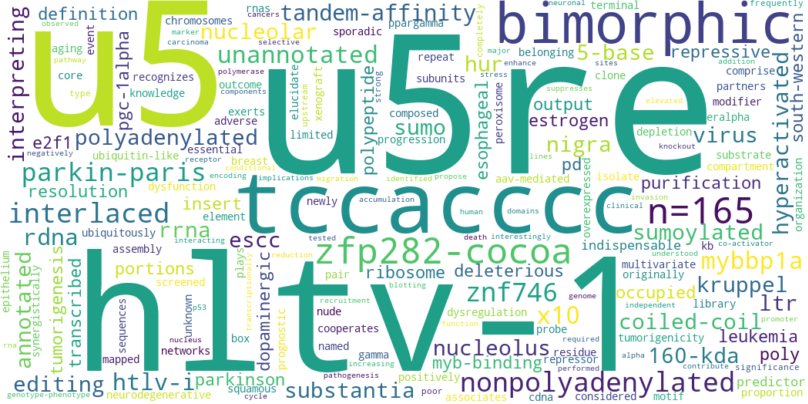 u5
u5re
hltv-1
tccacccc
bimorphic
interpreting
definition
chromosomes
rnas
cancers
marker
carcinoma
selective
aging
event
observed
pathway
type
core
recognizes
knowledge
polymerase
components
outcome
exerts
adverse
pgc-1alpha
nucleolar
sporadic
tandem-affinity
ppargamma
repeat
completely
major
stress
enhance
neuronal
terminal
frequently
belonging
sites
5-base
repressive
unannotated
elucidate
upstream
xenograft
strong
subunits
composed
progression
limited
polypeptide
hur
sumo
esophageal
peroxisome
addition
suppresses
clone
comprise
partners
modifier
output
elevated
estrogen
eralpha
knockout
depletion
virus
substrate
compartment
hyperactivated
south-western
organization
e2f1
polyadenylated
ubiquitin-like
essential
negatively
receptor
breast
conditional
parkin-paris
dysfunction
encoding
implications
migration
identified
propose
aav-mediated
lines
nigra
pd
isolate
overexpressed
invasion
purification
resolution
insert
element
newly
accumulation
human
domains
clinical
n=165
interlaced
rdna
rrna
ubiquitously
interacting
escc
tested
death
interestingly
co-activator
sumoylated
indispensable
kb
understood
multivariate
originally
mybbp1a
assembly
plays
zfp282-cocoa
portions
screened
pair
ribosome
deleterious
znf746
occupied
kruppel
epithelium
annotated
synergistically
tumorigenesis
transcribed
sequences
unknown
p53
mapped
nucleus
networks
box
transcriptional
dopaminergic
prognostic
reduction
recruitment
blotting
nude
cooperates
named
dysregulation
gamma
probe
x10
genome
independent
library
promoter
tumorigenicity
significance
ltr
leukemia
coiled-coil
poly
rna
editing
htlv-i
parkinson
squamous
nucleolus
repressor
residue
required
alpha
contribute
160-kda
predictor
proportion
genotype-phenotype
neurodegenerative
cycle
pathogenesis
increasing
substantia
positively
poor
associates
myb-binding
function
cdna
considered
performed
motif
nonpolyadenylated